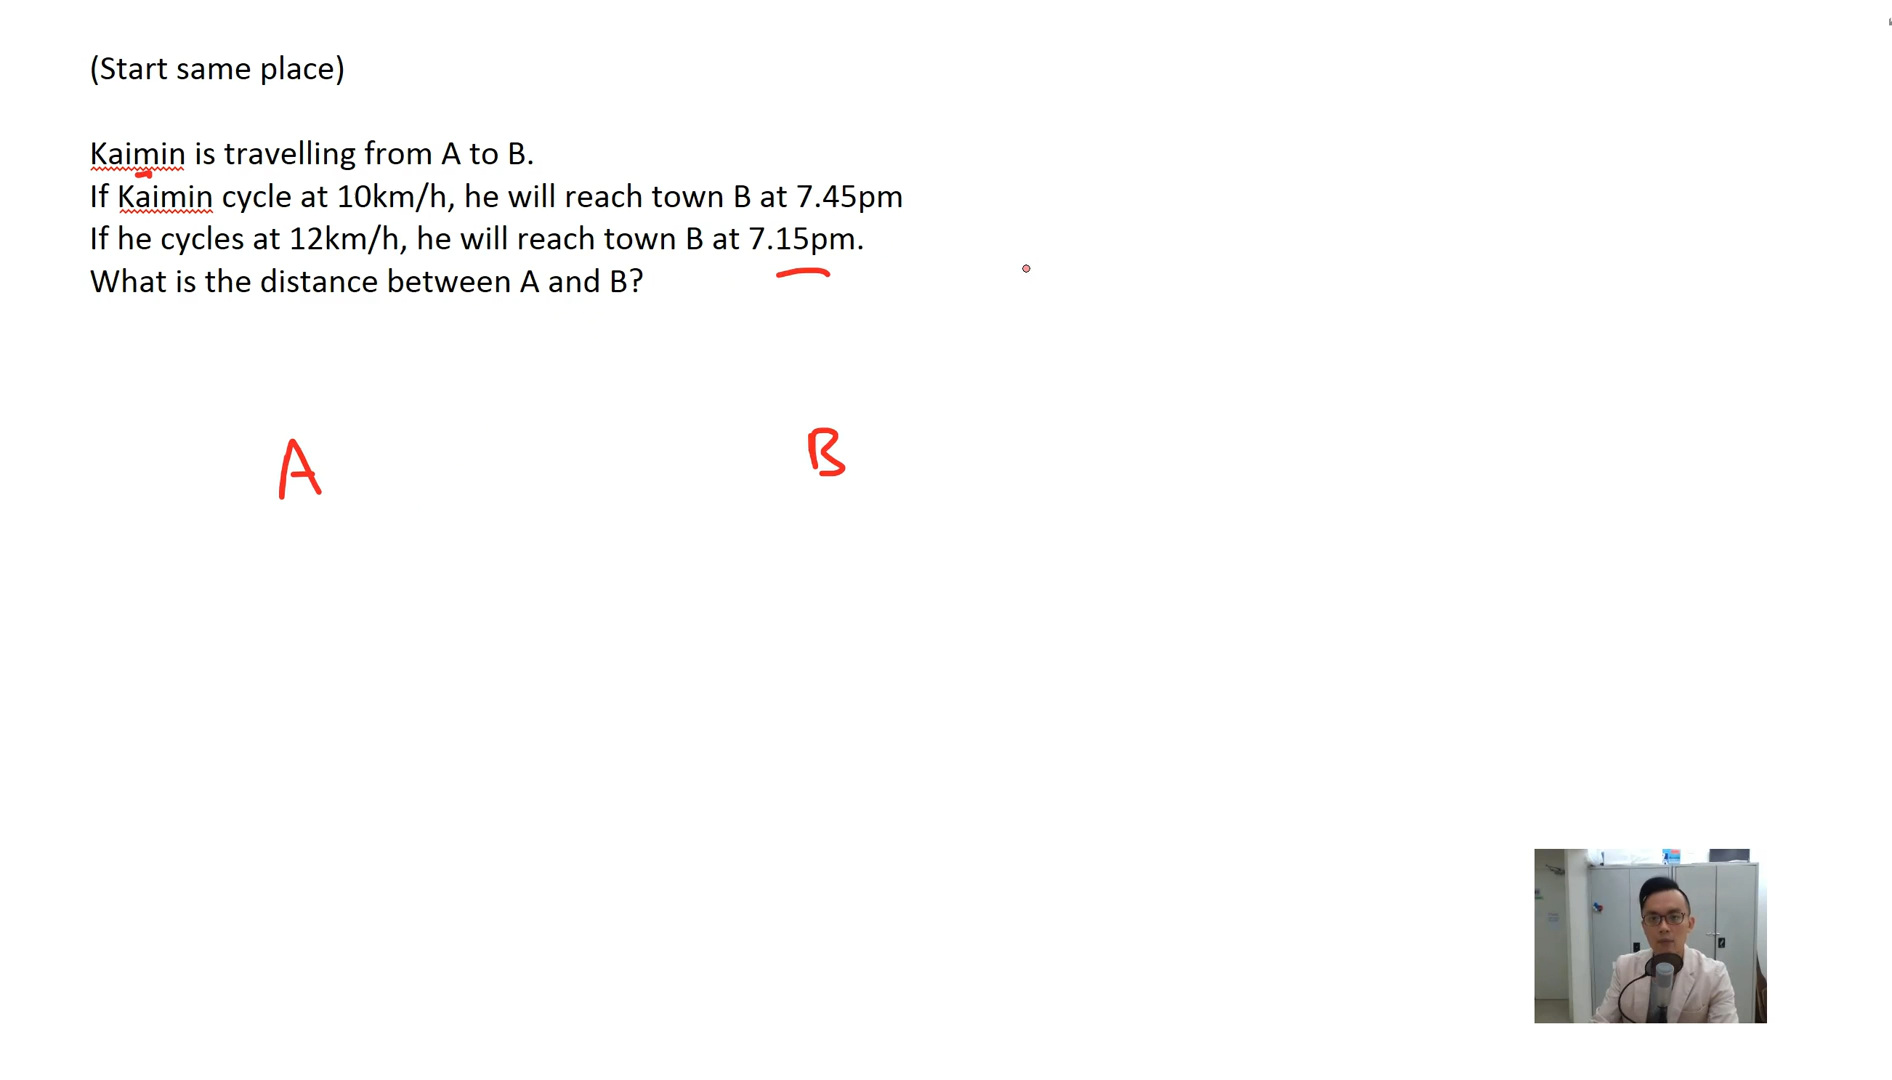 (Start same place)
Kaimin is travelling from A to B.
If Kaimin cycle at 10km/h, he will reach town B at 7.45pm
If he cycles at 12km/h, he will reach town B at 7.15pm.
What is the distance between A and B?
A B